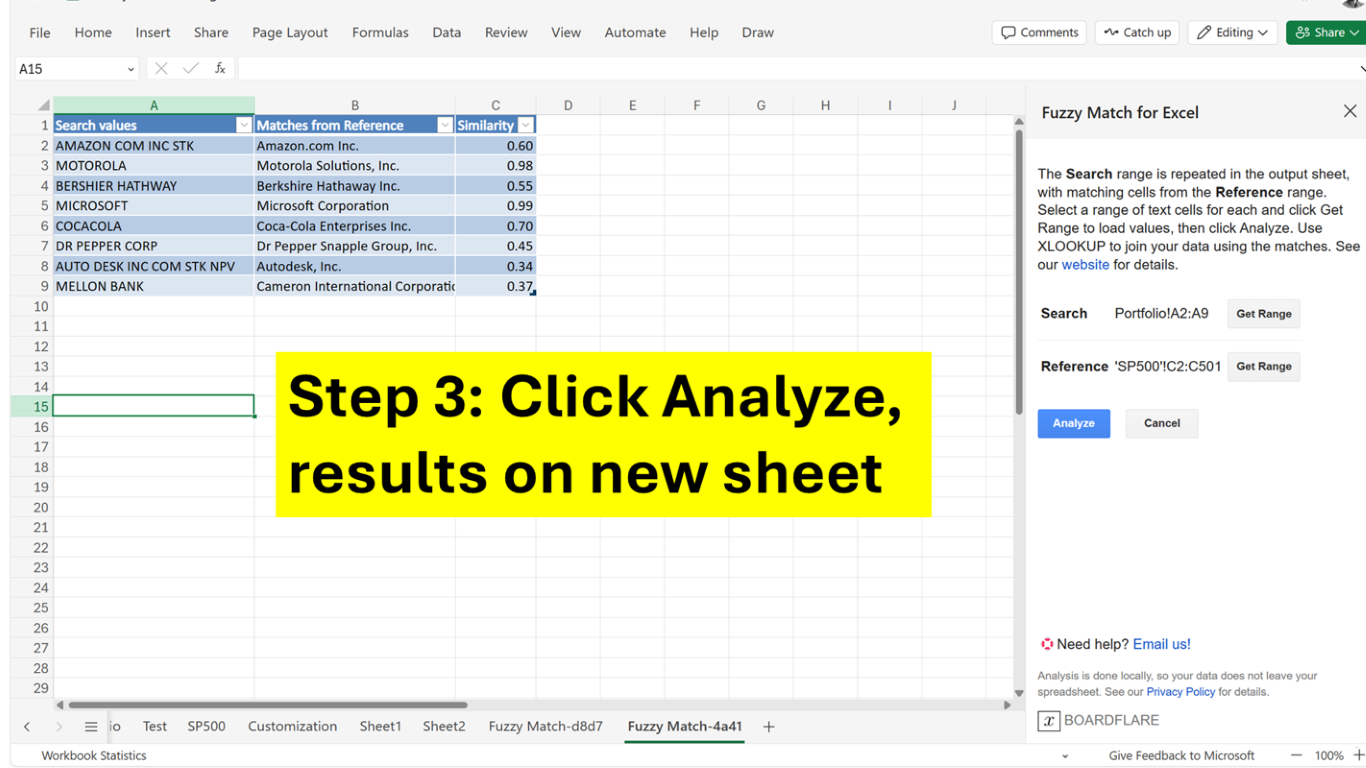 File Home Insert Share Page Layout Formulas Data Review View Automate Help Draw Comments Catch up Editing Share
A15 fx
A B C D E F G H I J
1 Search values Matches from Reference Similarity
2 AMAZON COM INC STK Amazon.com Inc. 0.60
3 MOTOROLA Motorola Solutions, Inc. 0.98
4 BERSHIER HATHWAY Berkshire Hathaway Inc. 0.55
5 MICROSOFT Microsoft Corporation 0.99
6 COCACOLA Coca-Cola Enterprises Inc. 0.70
7 DR PEPPER CORP Dr Pepper Snapple Group, Inc. 0.45
8 AUTO DESK INC COM STK NPV Autodesk, Inc. 0.34
9 MELLON BANK Cameron International Corporatic 0.37
10
11
12
13
14
15
16
17
18
19
20
21
22
23
24
25
26
27
28
29
Step 3: Click Analyze,
results on new sheet
Fuzzy Match for Excel
The Search range is repeated in the output sheet,
with matching cells from the Reference range.
Select a range of text cells for each and click Get
Range to load values, then click Analyze. Use
XLOOKUP to join your data using the matches. See
our website for details.
Search Portfolio!A2:A9 Get Range
Reference 'SP500'!C2:C501 Get Range
Analyze Cancel
Need help? Email us!
Analysis is done locally, so your data does not leave your
spreadsheet. See our Privacy Policy for details.
x BOARDFLARE
io Test SP500 Customization Sheet1 Sheet2 Fuzzy Match-d8d7 Fuzzy Match-4a41 +
Workbook Statistics Give Feedback to Microsoft — 100% +